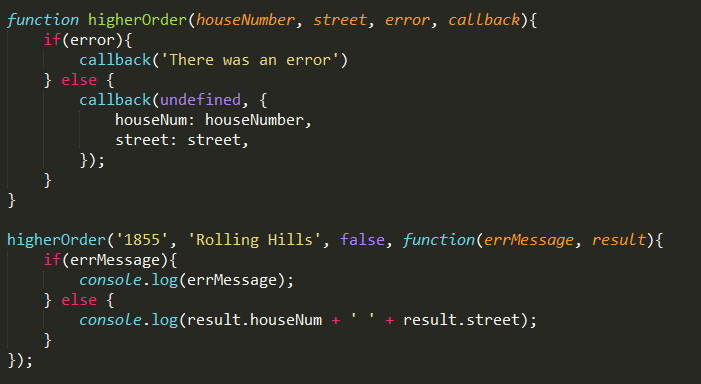 function higherOrder(houseNumber, street, error, callback){
    if(error){
        callback('There was an error')
    } else {
        callback(undefined, {
            houseNum: houseNumber,
            street: street,
        });
    }
}

higherOrder('1855', 'Rolling Hills', false, function(errMessage, result){
    if(errMessage){
        console.log(errMessage);
    } else {
        console.log(result.houseNum + ' ' + result.street);
    }
});